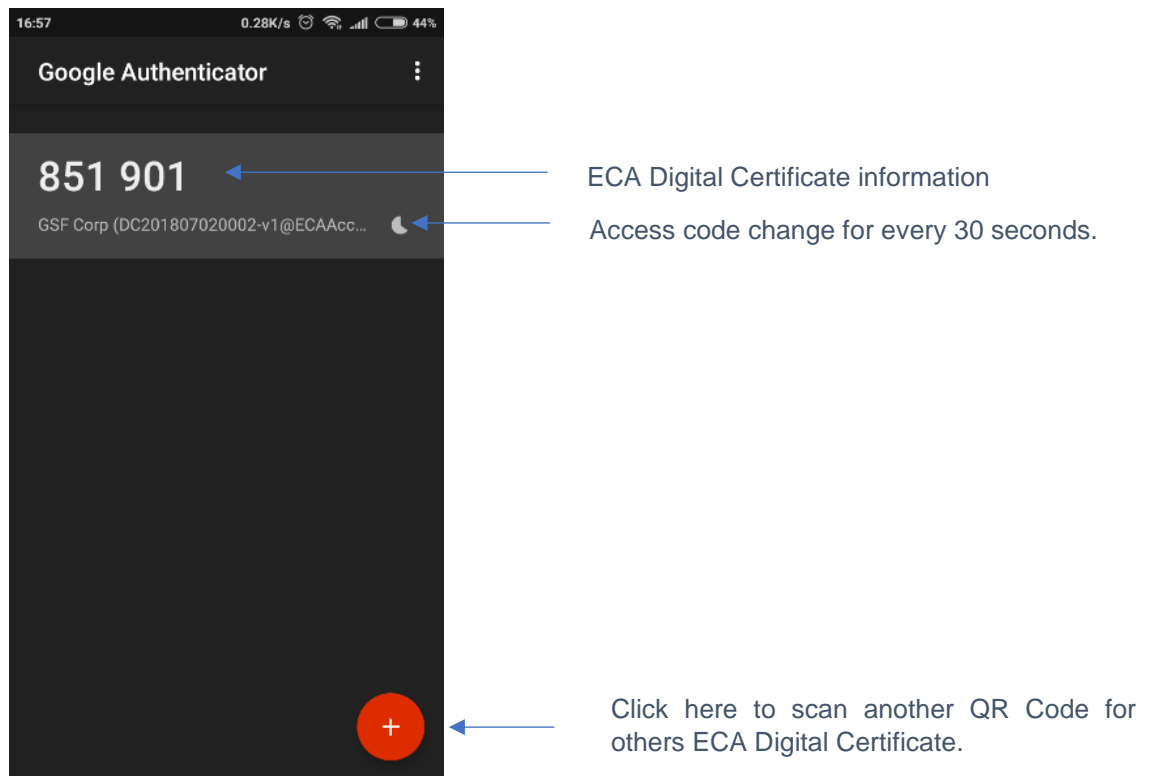 16:57 0.28K/s 44%
Google Authenticator
851 901
ECA Digital Certificate information
GSF Corp (DC201807020002-v1@ECAAcc...
Access code change for every 30 seconds.
+
Click here to scan another QR Code for
others ECA Digital Certificate.